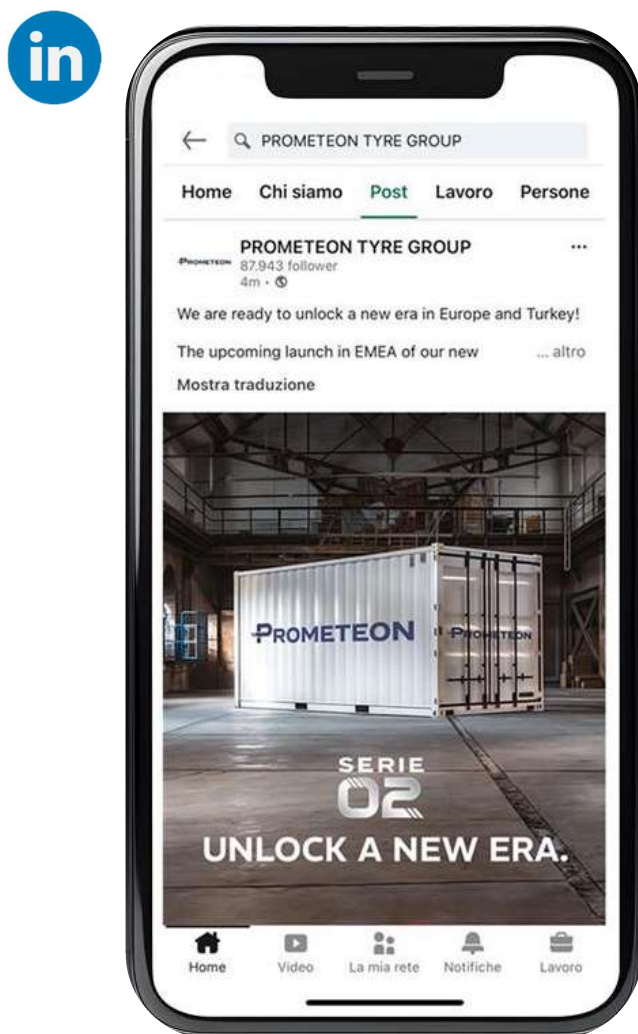 in
PROMETEON TYRE GROUP
Home Chi siamo Post Lavoro Persone
PROMETEON
PROMETEON TYRE GROUP
87.943 follower
4m •
We are ready to unlock a new era in Europe and Turkey!
The upcoming launch in EMEA of our new ... altro
Mostra traduzione
PROMETEON
PROMETEON
SERIE
02
UNLOCK A NEW ERA.
Home Video La mia rete Notifiche Lavoro